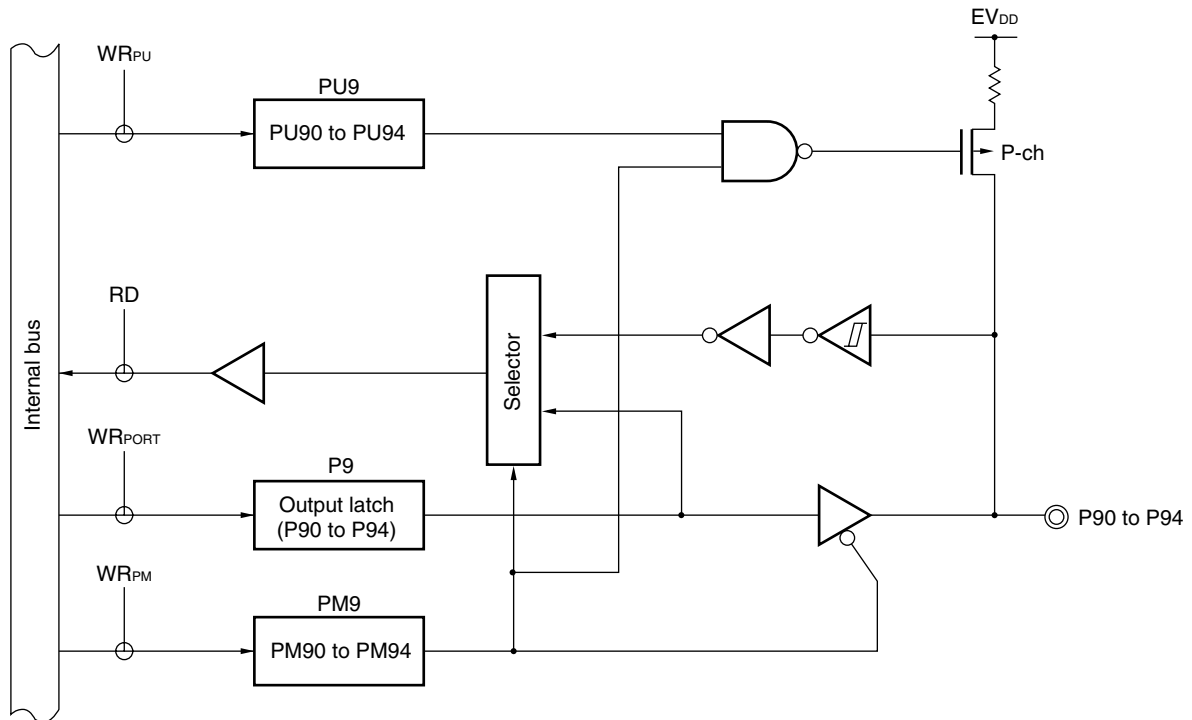 EVDD
WRPU
PU9
PU90 to PU94
P-ch
RD
Selector
Internal bus
WRPORT
P9
Output latch
(P90 to P94)
P90 to P94
WRPM
PM9
PM90 to PM94